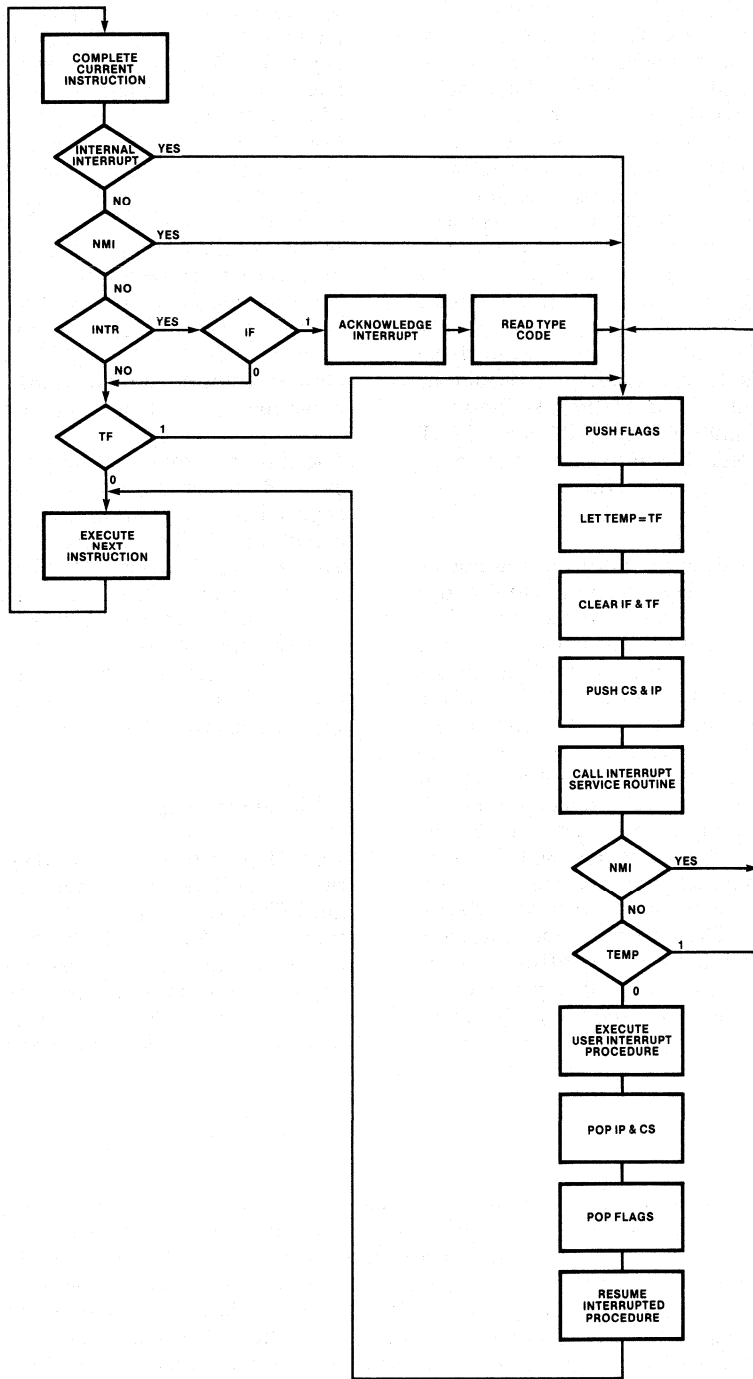 COMPLETE
CURRENT
INSTRUCTION
INTERNAL
INTERRUPT
YES
NO
NMI
YES
NO
INTR
YES
IF
1
ACKNOWLEDGE
INTERRUPT
READ TYPE
CODE
NO
0
TF
1
0
EXECUTE
NEXT
INSTRUCTION
PUSH FLAGS
LET TEMP = TF
CLEAR IF & TF
PUSH CS & IP
CALL INTERRUPT
SERVICE ROUTINE
NMI
YES
NO
TEMP
1
0
EXECUTE
USER INTERRUPT
PROCEDURE
POP IP & CS
POP FLAGS
RESUME
INTERRUPTED
PROCEDURE